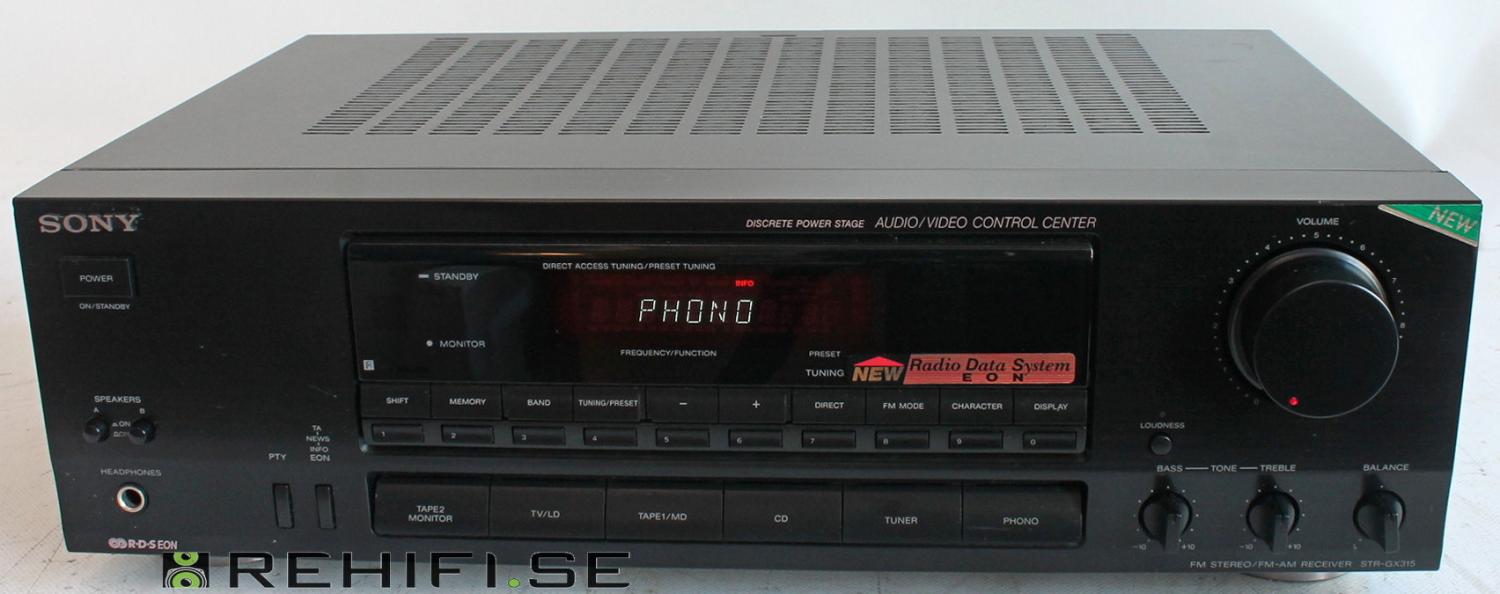 SONY
DISCRETE POWER STAGE AUDIO/VIDEO CONTROL CENTER
VOLUME
NEW
4 5 6
8
POWER
ON/STANDBY
DIRECT ACCESS TUNING/PRESET TUNING
STANDBY
INFO
PHONO
MONITOR
FREQUENCY/FUNCTION
PRESET
TUNING
NEW Radio Data System
EON
SHIFT MEMORY BAND TUNING/PRESET − + DIRECT FM MODE CHARACTER DISPLAY
1 2 3 4 5 6 7 8 9 0
SPEAKERS
A B
ON
TA
NEWS
INFO
PTY EON
LOUDNESS
HEADPHONES
BASS TONE TREBLE BALANCE
TAPE2
MONITOR
TV/LD
TAPE1/MD
CD
TUNER
PHONO
-10 +10 -10 +10 L
R·D·S EON
FM STEREO/FM-AM RECEIVER STR-GX315
REHIFI.SE